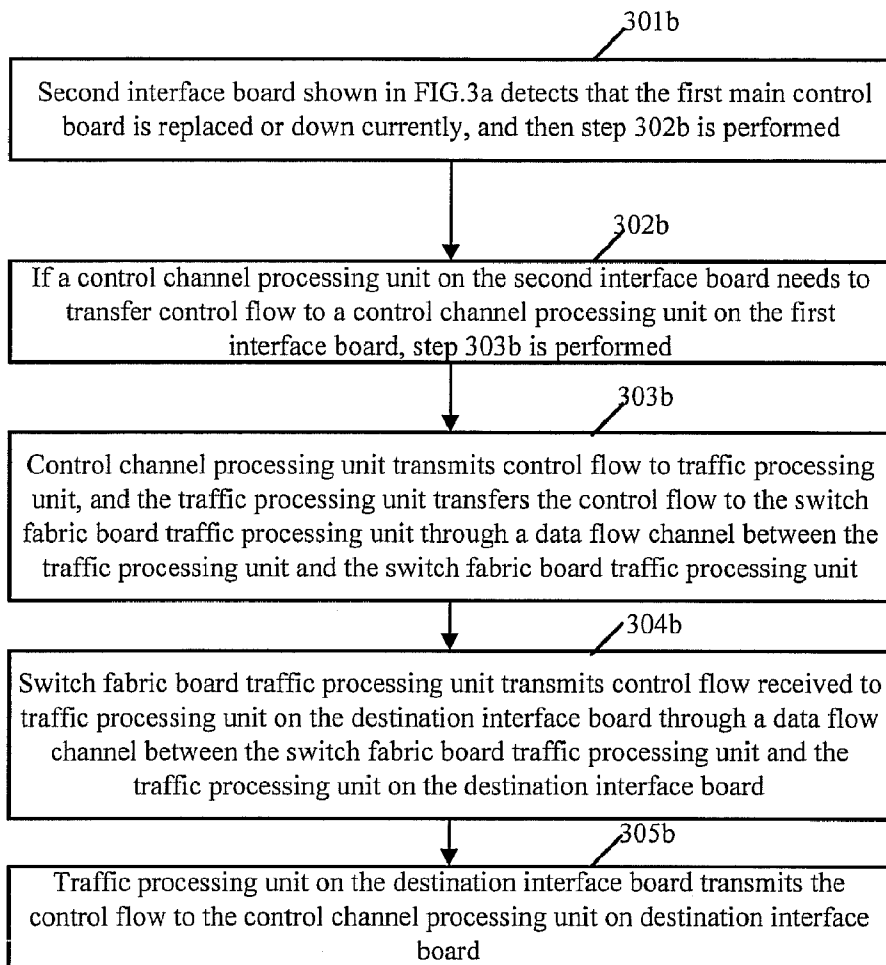 301b
Second interface board shown in FIG.3a detects that the first main control
board is replaced or down currently, and then step 302b is performed
302b
If a control channel processing unit on the second interface board needs to
transfer control flow to a control channel processing unit on the first
interface board, step 303b is performed
303b
Control channel processing unit transmits control flow to traffic processing
unit, and the traffic processing unit transfers the control flow to the switch
fabric board traffic processing unit through a data flow channel between the
traffic processing unit and the switch fabric board traffic processing unit
304b
Switch fabric board traffic processing unit transmits control flow received to
traffic processing unit on the destination interface board through a data flow
channel between the switch fabric board traffic processing unit and the
traffic processing unit on the destination interface board
305b
Traffic processing unit on the destination interface board transmits the
control flow to the control channel processing unit on destination interface
board